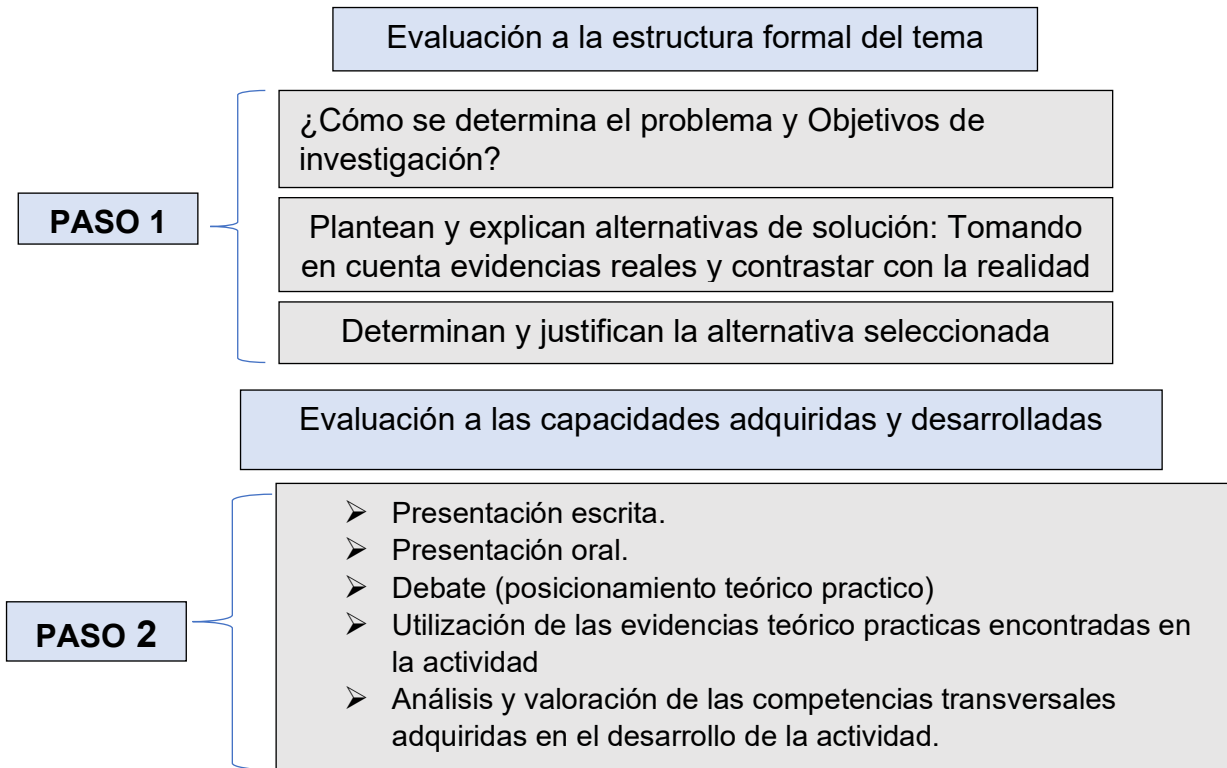 Evaluación a la estructura formal del tema
PASO 1
¿Cómo se determina el problema y Objetivos de
investigación?
Plantean y explican alternativas de solución: Tomando
en cuenta evidencias reales y contrastar con la realidad
Determinan y justifican la alternativa seleccionada
Evaluación a las capacidades adquiridas y desarrolladas
PASO 2
➢ Presentación escrita.
➢ Presentación oral.
➢ Debate (posicionamiento teórico practico)
➢ Utilización de las evidencias teórico practicas encontradas en
la actividad
➢ Análisis y valoración de las competencias transversales
adquiridas en el desarrollo de la actividad.